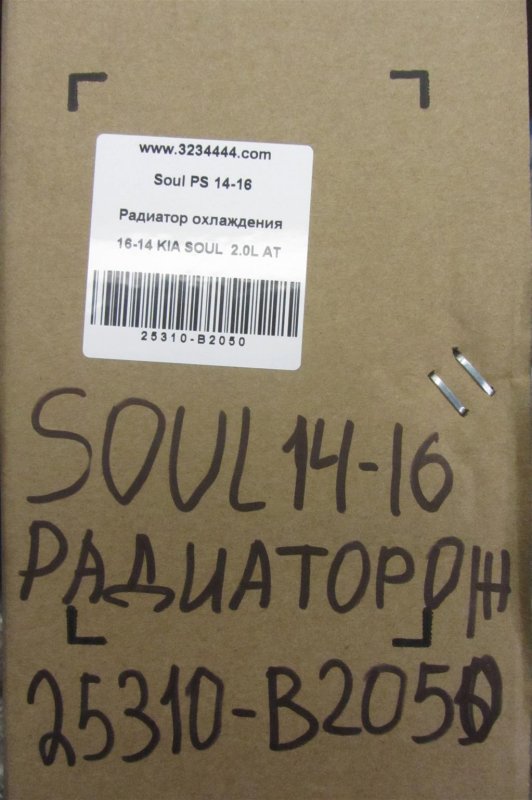 www.3234444.com
Soul PS 14-16
Радиатор охлаждения
16-14 KIA SOUL 2.0L AT
25310-B2050
SOUL 14-16
РАДИАТОР ОЖ
25310-B2050